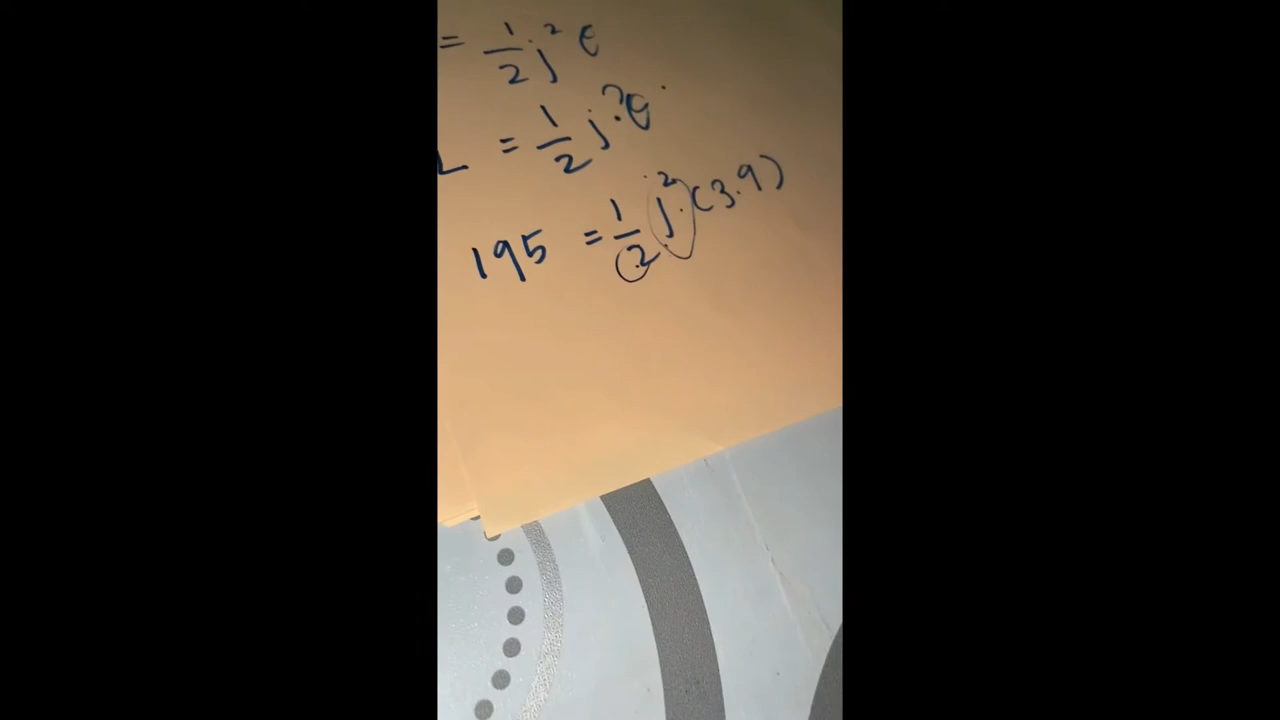 = 1/2 j² θ
L = 1/2 j² θ
195 = 1/2 j² (3.9)